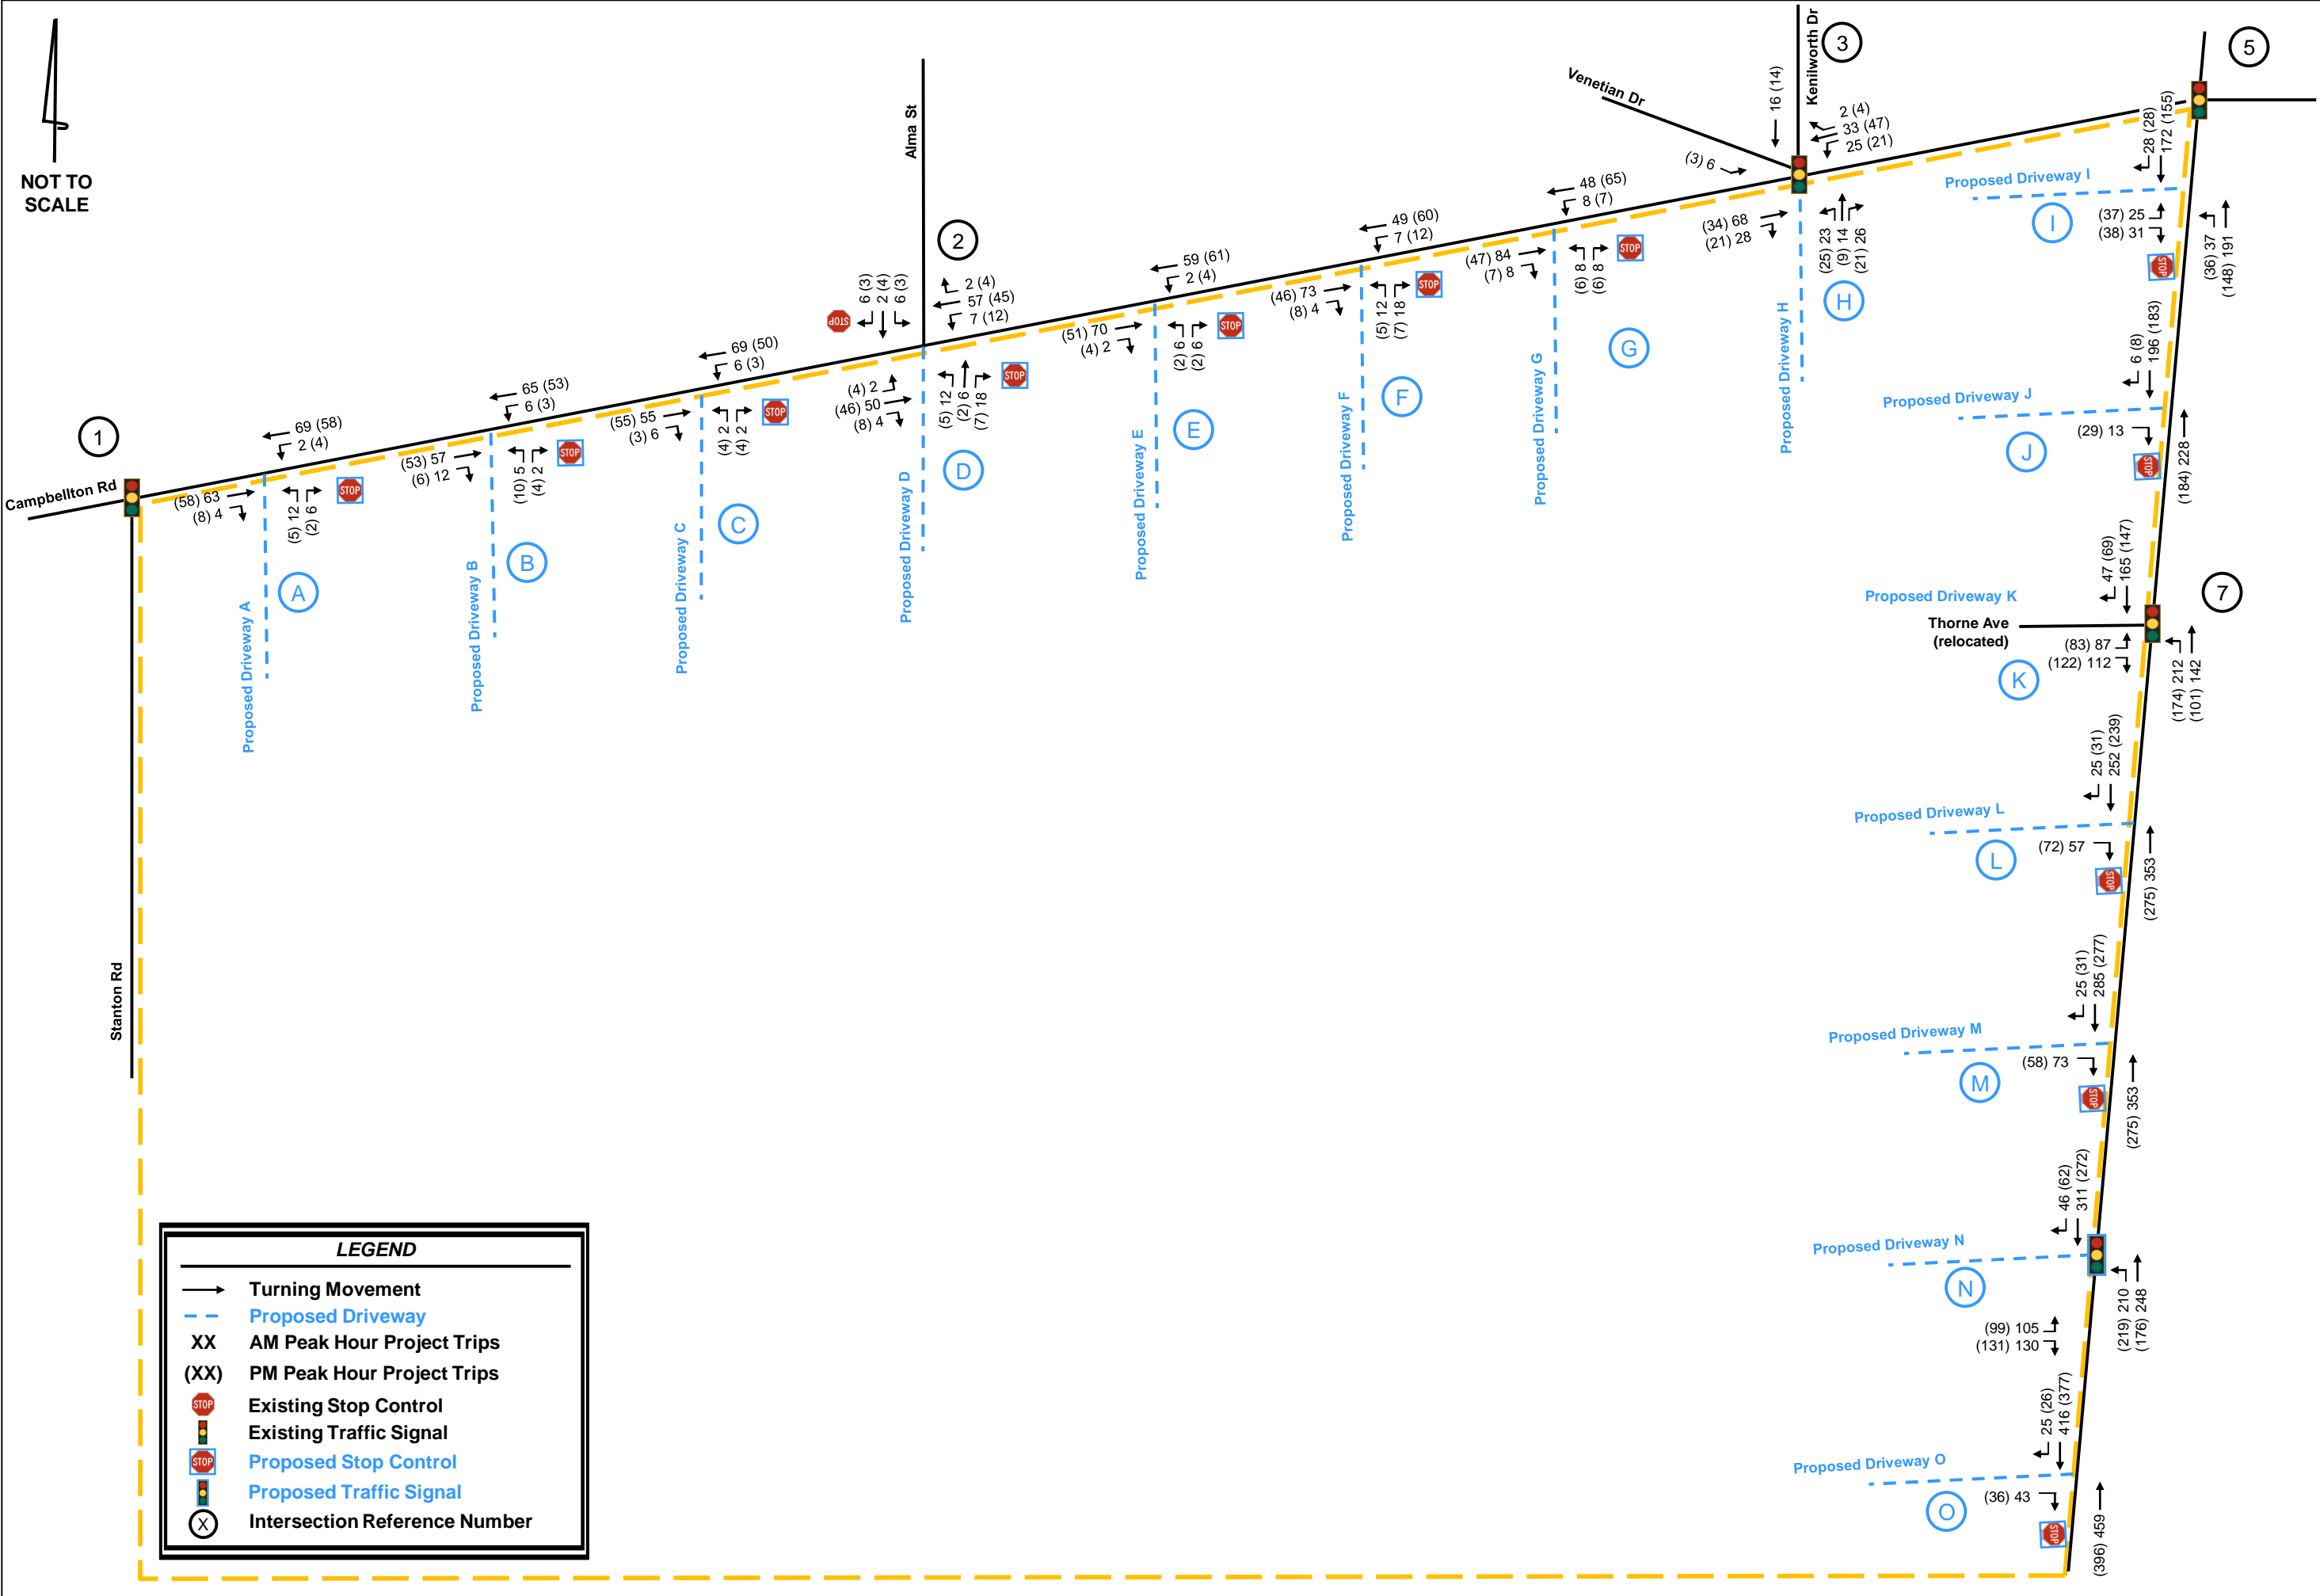 NOT TO
SCALE
Campbellton Rd
Stanton Rd
1
69 (58)
2 (4)
(58) 63
(8) 4
(5) 12
(2) 6
STOP
Proposed Driveway A
A
65 (53)
6 (3)
(53) 57
(6) 12
(10) 5
(4) 2
STOP
Proposed Driveway B
B
69 (50)
6 (3)
(55) 55
(3) 6
(4) 2
(4) 2
STOP
Proposed Driveway C
C
Alma St
2
STOP
6 (3)
2 (4)
6 (3)
2 (4)
57 (45)
7 (12)
(4) 2
(46) 50
(8) 4
(5) 12
(2) 6
(7) 18
STOP
Proposed Driveway D
D
59 (61)
2 (4)
(51) 70
(4) 2
(2) 6
(2) 6
STOP
Proposed Driveway E
E
49 (60)
7 (12)
(46) 73
(8) 4
(5) 12
(7) 18
STOP
Proposed Driveway F
F
48 (65)
8 (7)
(47) 84
(7) 8
(6) 8
(6) 8
STOP
Proposed Driveway G
G
Venetian Dr
Kenilworth Dr
3
16 (14)
2 (4)
33 (47)
25 (21)
(3) 6
(34) 68
(21) 28
(25) 23
(9) 14
(21) 26
Proposed Driveway H
H
5
28 (28)
172 (155)
Proposed Driveway I
I
(37) 25
(38) 31
STOP
(36) 37
(148) 191
6 (8)
196 (183)
Proposed Driveway J
J
(29) 13
STOP
(184) 228
47 (69)
165 (147)
7
Proposed Driveway K
Thorne Ave
(relocated)
(83) 87
(122) 112
K
(174) 212
(101) 142
25 (31)
252 (239)
Proposed Driveway L
L
(72) 57
STOP
(275) 353
25 (31)
285 (277)
Proposed Driveway M
M
(58) 73
STOP
(275) 353
46 (62)
311 (272)
Proposed Driveway N
N
(99) 105
(131) 130
(219) 210
(176) 248
25 (26)
416 (377)
Proposed Driveway O
O
(36) 43
STOP
(396) 459
LEGEND
Turning Movement
Proposed Driveway
XX AM Peak Hour Project Trips
(XX) PM Peak Hour Project Trips
STOP Existing Stop Control
Existing Traffic Signal
STOP Proposed Stop Control
Proposed Traffic Signal
X Intersection Reference Number